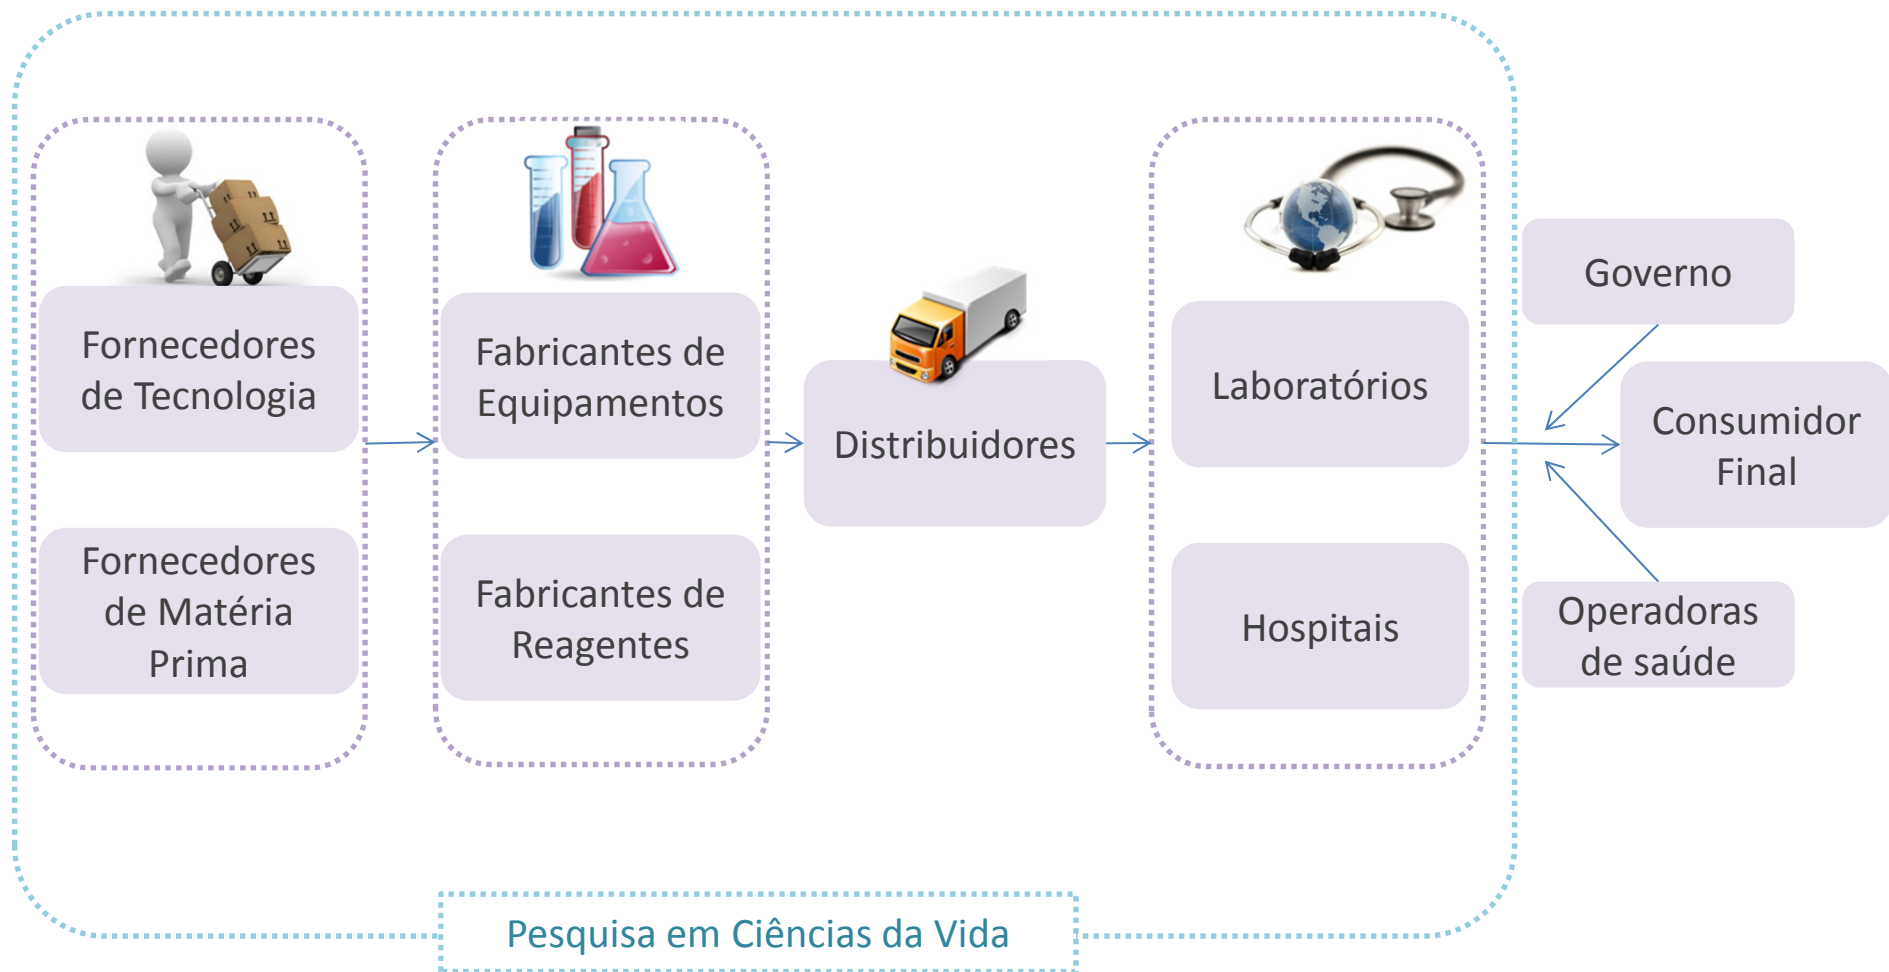 Fornecedores
de Tecnologia
Fornecedores
de Matéria
Prima
Fabricantes de
Equipamentos
Fabricantes de
Reagentes
Distribuidores
Laboratórios
Hospitais
Governo
Consumidor
Final
Operadoras
de saúde
Pesquisa em Ciências da Vida